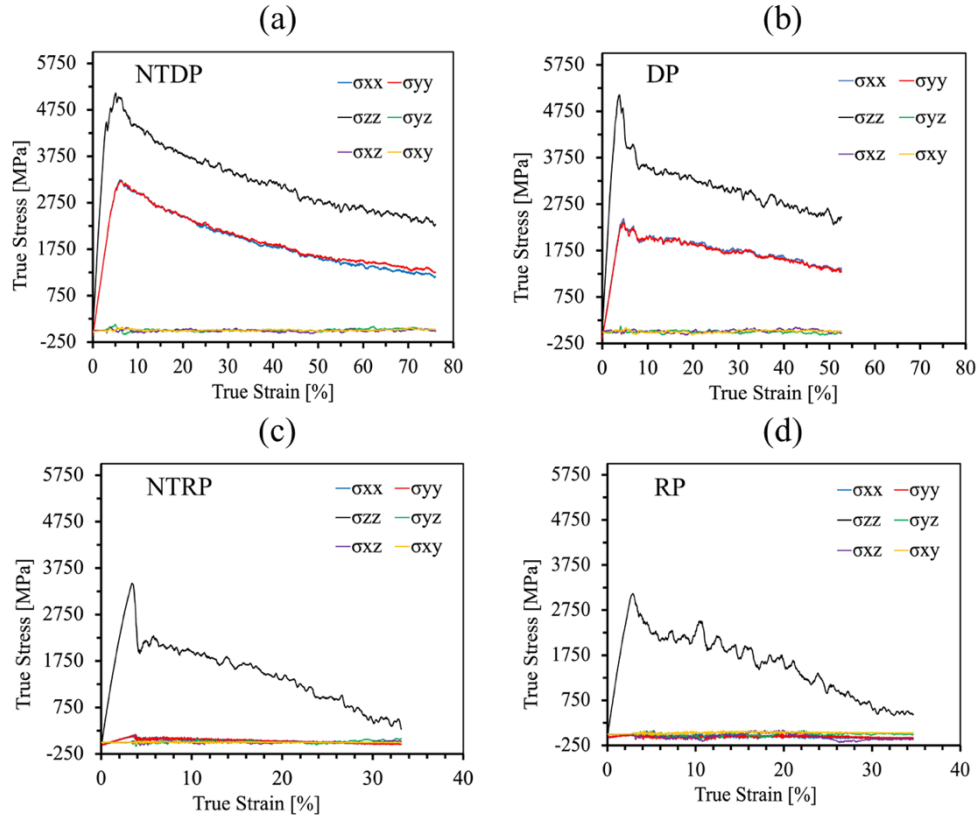 (a)
NTDP
σxx σyy
σzz σyz
σxz σxy
5750
4750
3750
2750
1750
750
-250
0 10 20 30 40 50 60 70 80
True Stress [MPa]
True Strain [%]
(b)
DP
σxx σyy
σzz σyz
σxz σxy
5750
4750
3750
2750
1750
750
-250
0 10 20 30 40 50 60 70 80
True Stress [MPa]
True Strain [%]
(c)
NTRP
σxx σyy
σzz σyz
σxz σxy
5750
4750
3750
2750
1750
750
-250
0 10 20 30 40
True Stress [MPa]
True Strain [%]
(d)
RP
σxx σyy
σzz σyz
σxz σxy
5750
4750
3750
2750
1750
750
-250
0 10 20 30 40
True Stress [MPa]
True Strain [%]